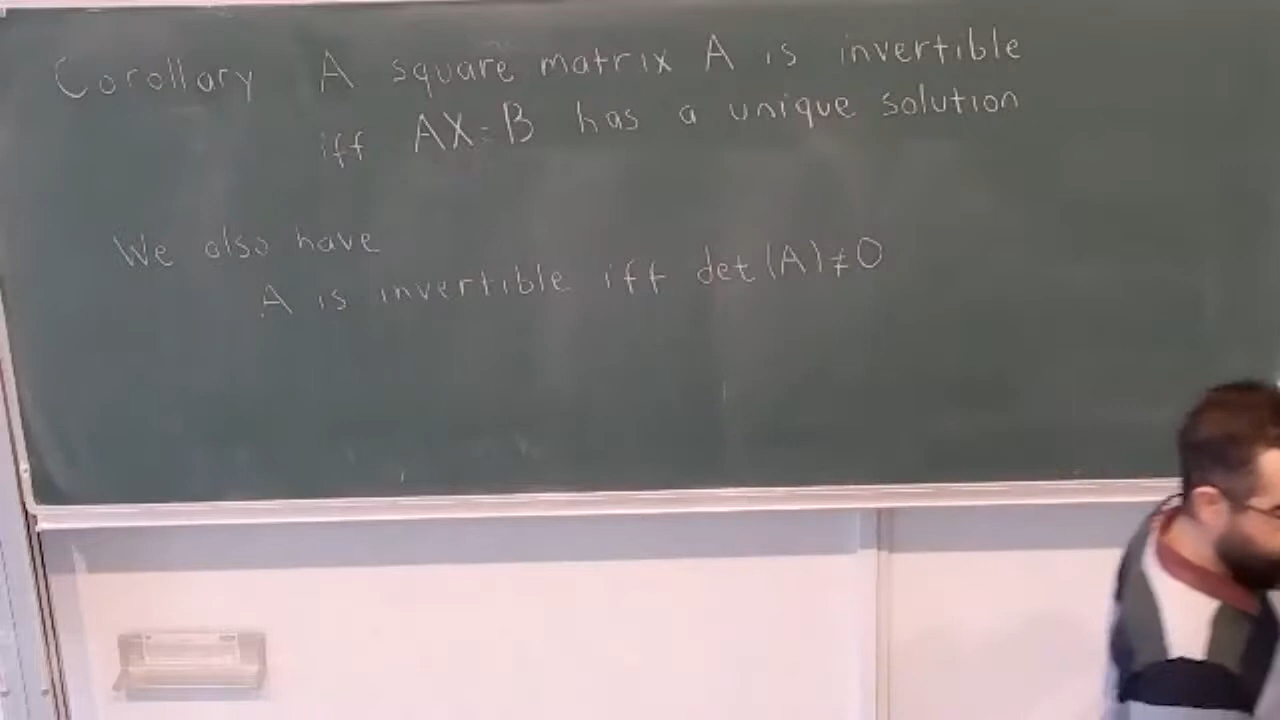 Corollary A square matrix A is invertible
iff AX=B has a unique solution
We also have
A is invertible iff det(A)≠0